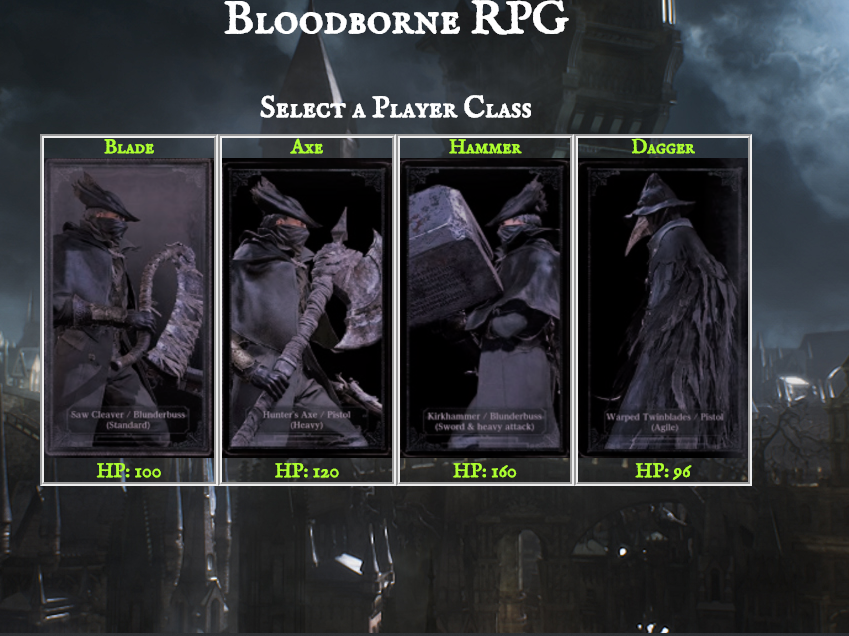 Bloodborne RPG
Select a Player Class
Blade
Axe
Hammer
Dagger
Saw Cleaver / Blunderbuss
(Standard)
Hunter's Axe / Pistol
(Heavy)
Kirkhammer / Blunderbuss
(Sword & heavy attack)
Warped Twinblades / Pistol
(Agile)
HP: 100
HP: 120
HP: 160
HP: 96